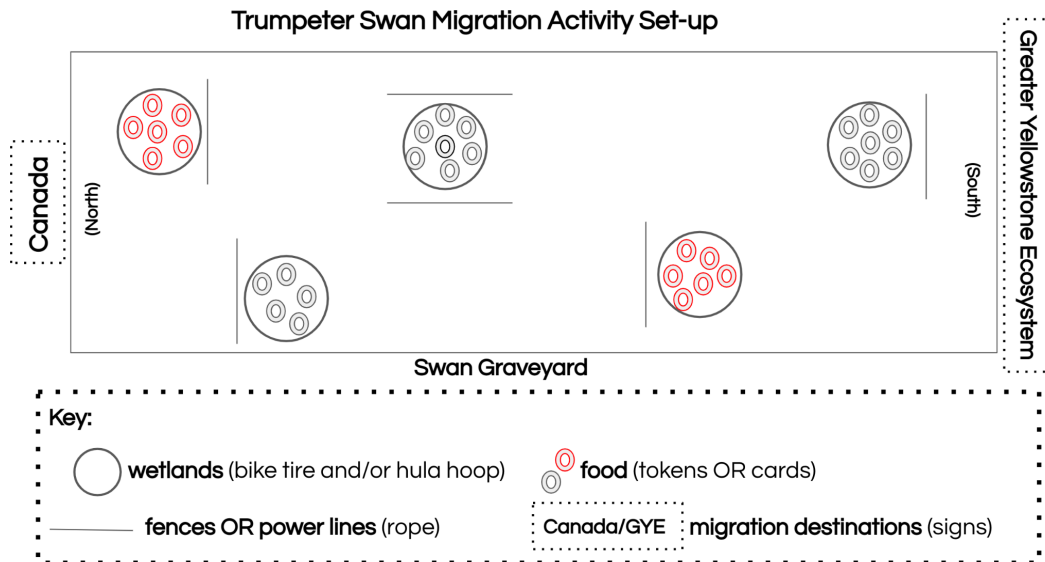 Trumpeter Swan Migration Activity Set-up
Canada
(North)
(South)
Greater Yellowstone Ecosystem
Swan Graveyard
Key:
wetlands (bike tire and/or hula hoop)
food (tokens OR cards)
fences OR power lines (rope)
Canada/GYE
migration destinations (signs)